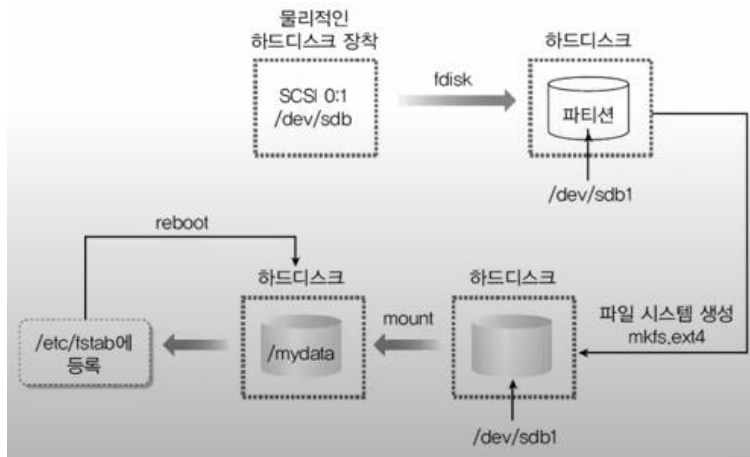 물리적인
하드디스크 장착
SCSI 0:1
/dev/sdb
fdisk
하드디스크
파티션
/dev/sdb1
파일 시스템 생성
mkfs.ext4
하드디스크
/dev/sdb1
mount
하드디스크
/mydata
/etc/fstab에
등록
reboot